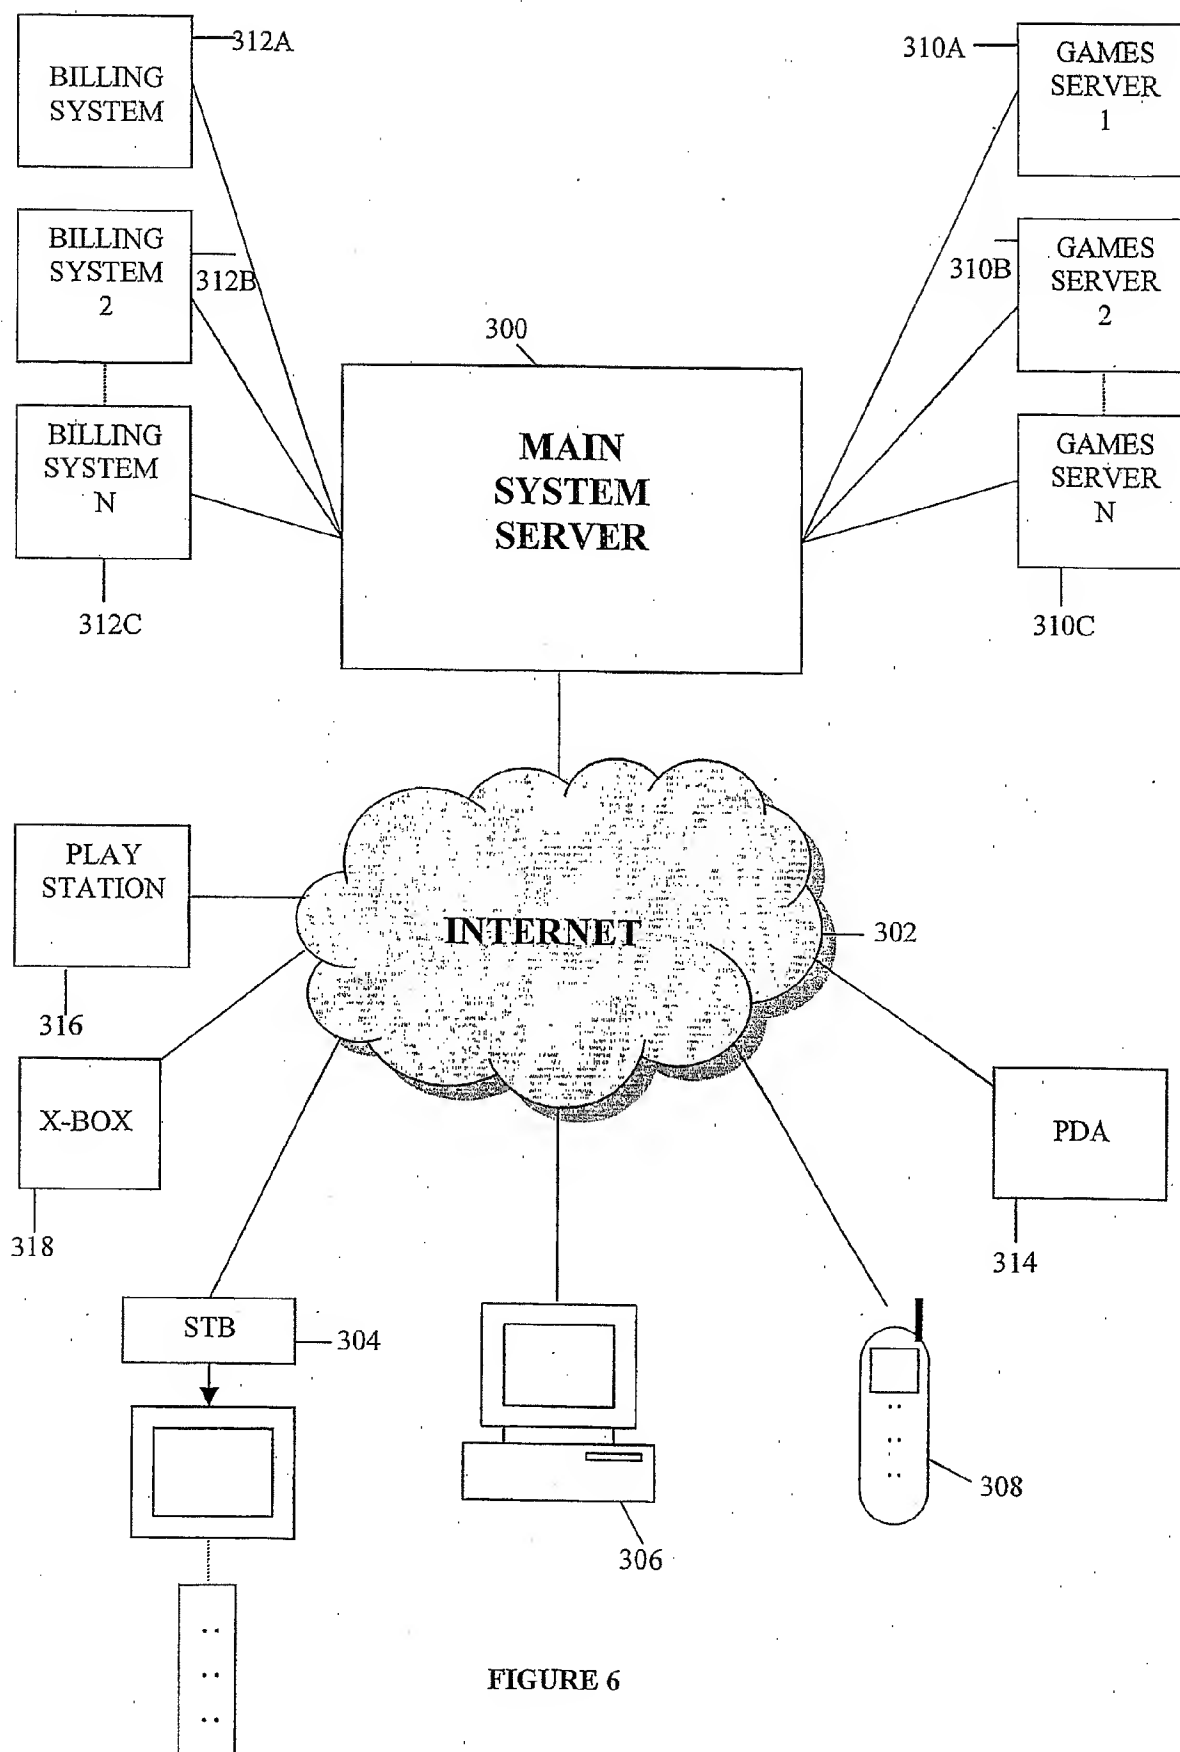 312A
BILLING
SYSTEM
310A
GAMES
SERVER
1
BILLING
SYSTEM
2
312B
310B
GAMES
SERVER
2
300
MAIN
SYSTEM
SERVER
BILLING
SYSTEM
N
312C
GAMES
SERVER
N
310C
PLAY
STATION
316
INTERNET
302
X-BOX
318
PDA
314
STB
304
306
308
FIGURE 6